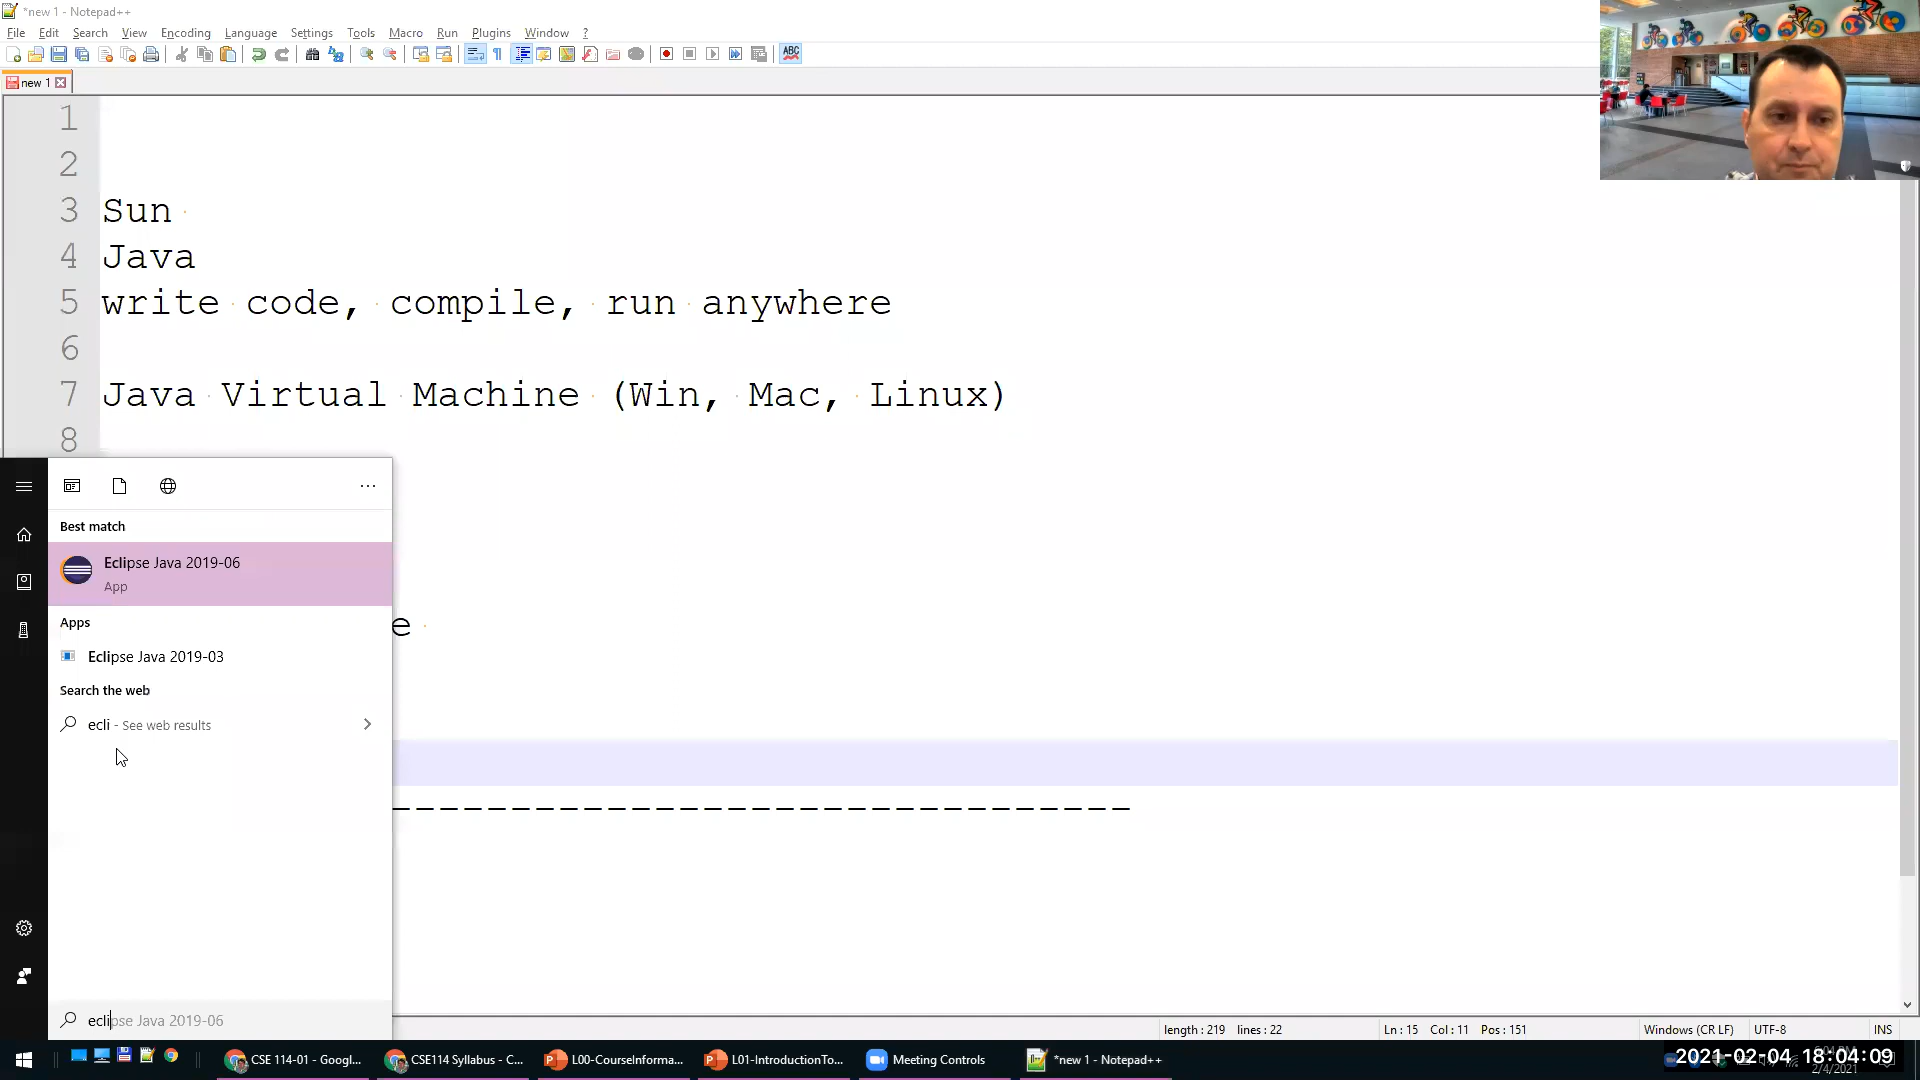 *new 1 - Notepad++
File Edit Search View Encoding Language Settings Tools Macro Run Plugins Window ?
ABC
new 1
1
2
3 Sun
4 Java
5 write code, compile, run anywhere
6
7 Java Virtual Machine (Win, Mac, Linux)
8
Best match
Eclipse Java 2019-06
App
Apps
e
Eclipse Java 2019-03
Search the web
ecli - See web results
-------------------------------
eclipse Java 2019-06
length : 219 lines : 22 Ln : 15 Col : 11 Pos : 151 Windows (CR LF) UTF-8 INS
CSE 114-01 - Googl... CSE114 Syllabus - C... L00-CourseInforma... L01-IntroductionTo... Meeting Controls *new 1 - Notepad++
2021-02-04 18:04:09
2/4/2021